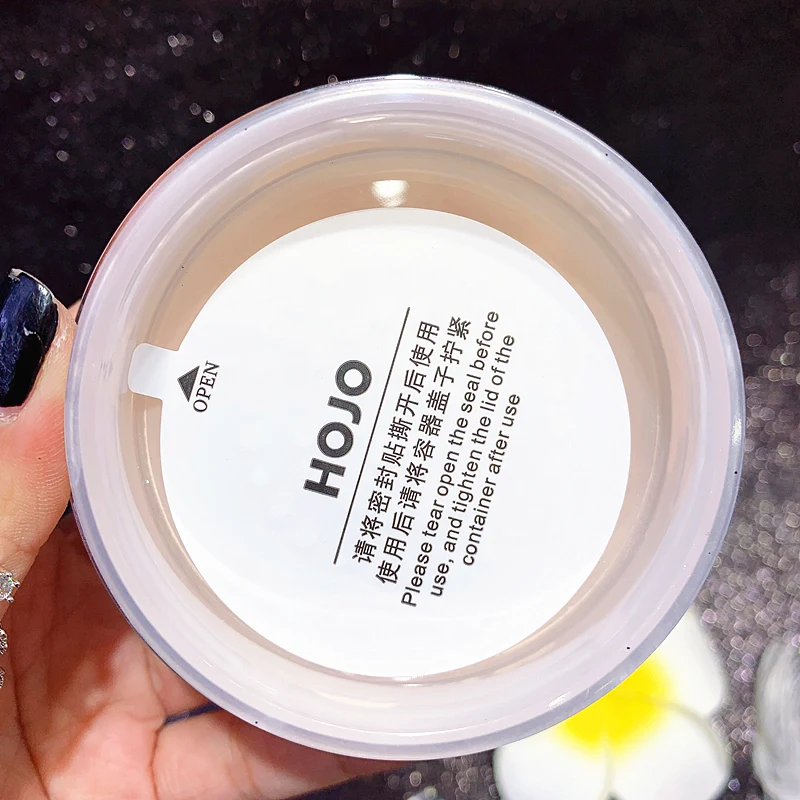 OPEN
HOJO
请将密封贴撕开后使用
使用后请将容器盖子拧紧
Please tear open the seal before
use, and tighten the lid of the
container after use